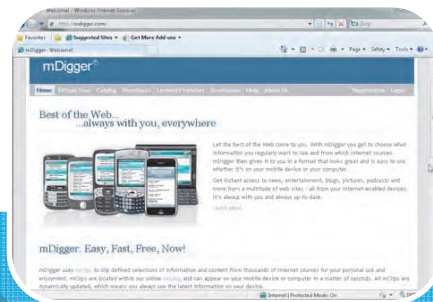 Welcome! - Windows Internet Explorer
http://mdigger.com/
Bing
Favorites Suggested Sites Get More Add-ons
mDigger - Welcome! Page Safety Tools
mDigger®
Home Virtual Tour Catalog Downloads Content Providers Developers Help About Us Registration Login
Best of the Web...
...always with you, everywhere
Let the best of the Web come to you. With mDigger you get to choose what
information you regularly want to see and from which internet sources.
mDigger then gives it to you in a format that looks great and is easy to use
whether it's on your mobile device or your computer.
Get instant access to news, entertainment, blogs, pictures, podcasts and
more from a multitude of web sites - all from your internet-enabled devices.
It's always with you and always up-to-date.
Learn More
mDigger. Easy, Fast, Free, Now!
mDigger uses mClips to clip defined selections of information and content from thousands of internet sources for your personal use and
enjoyment. mClips are located within our online catalog and can appear on your mobile device or computer in a matter of seconds. All mClips are
dynamically updated, which means you always see the latest information on your device.
Internet | Protected Mode: On